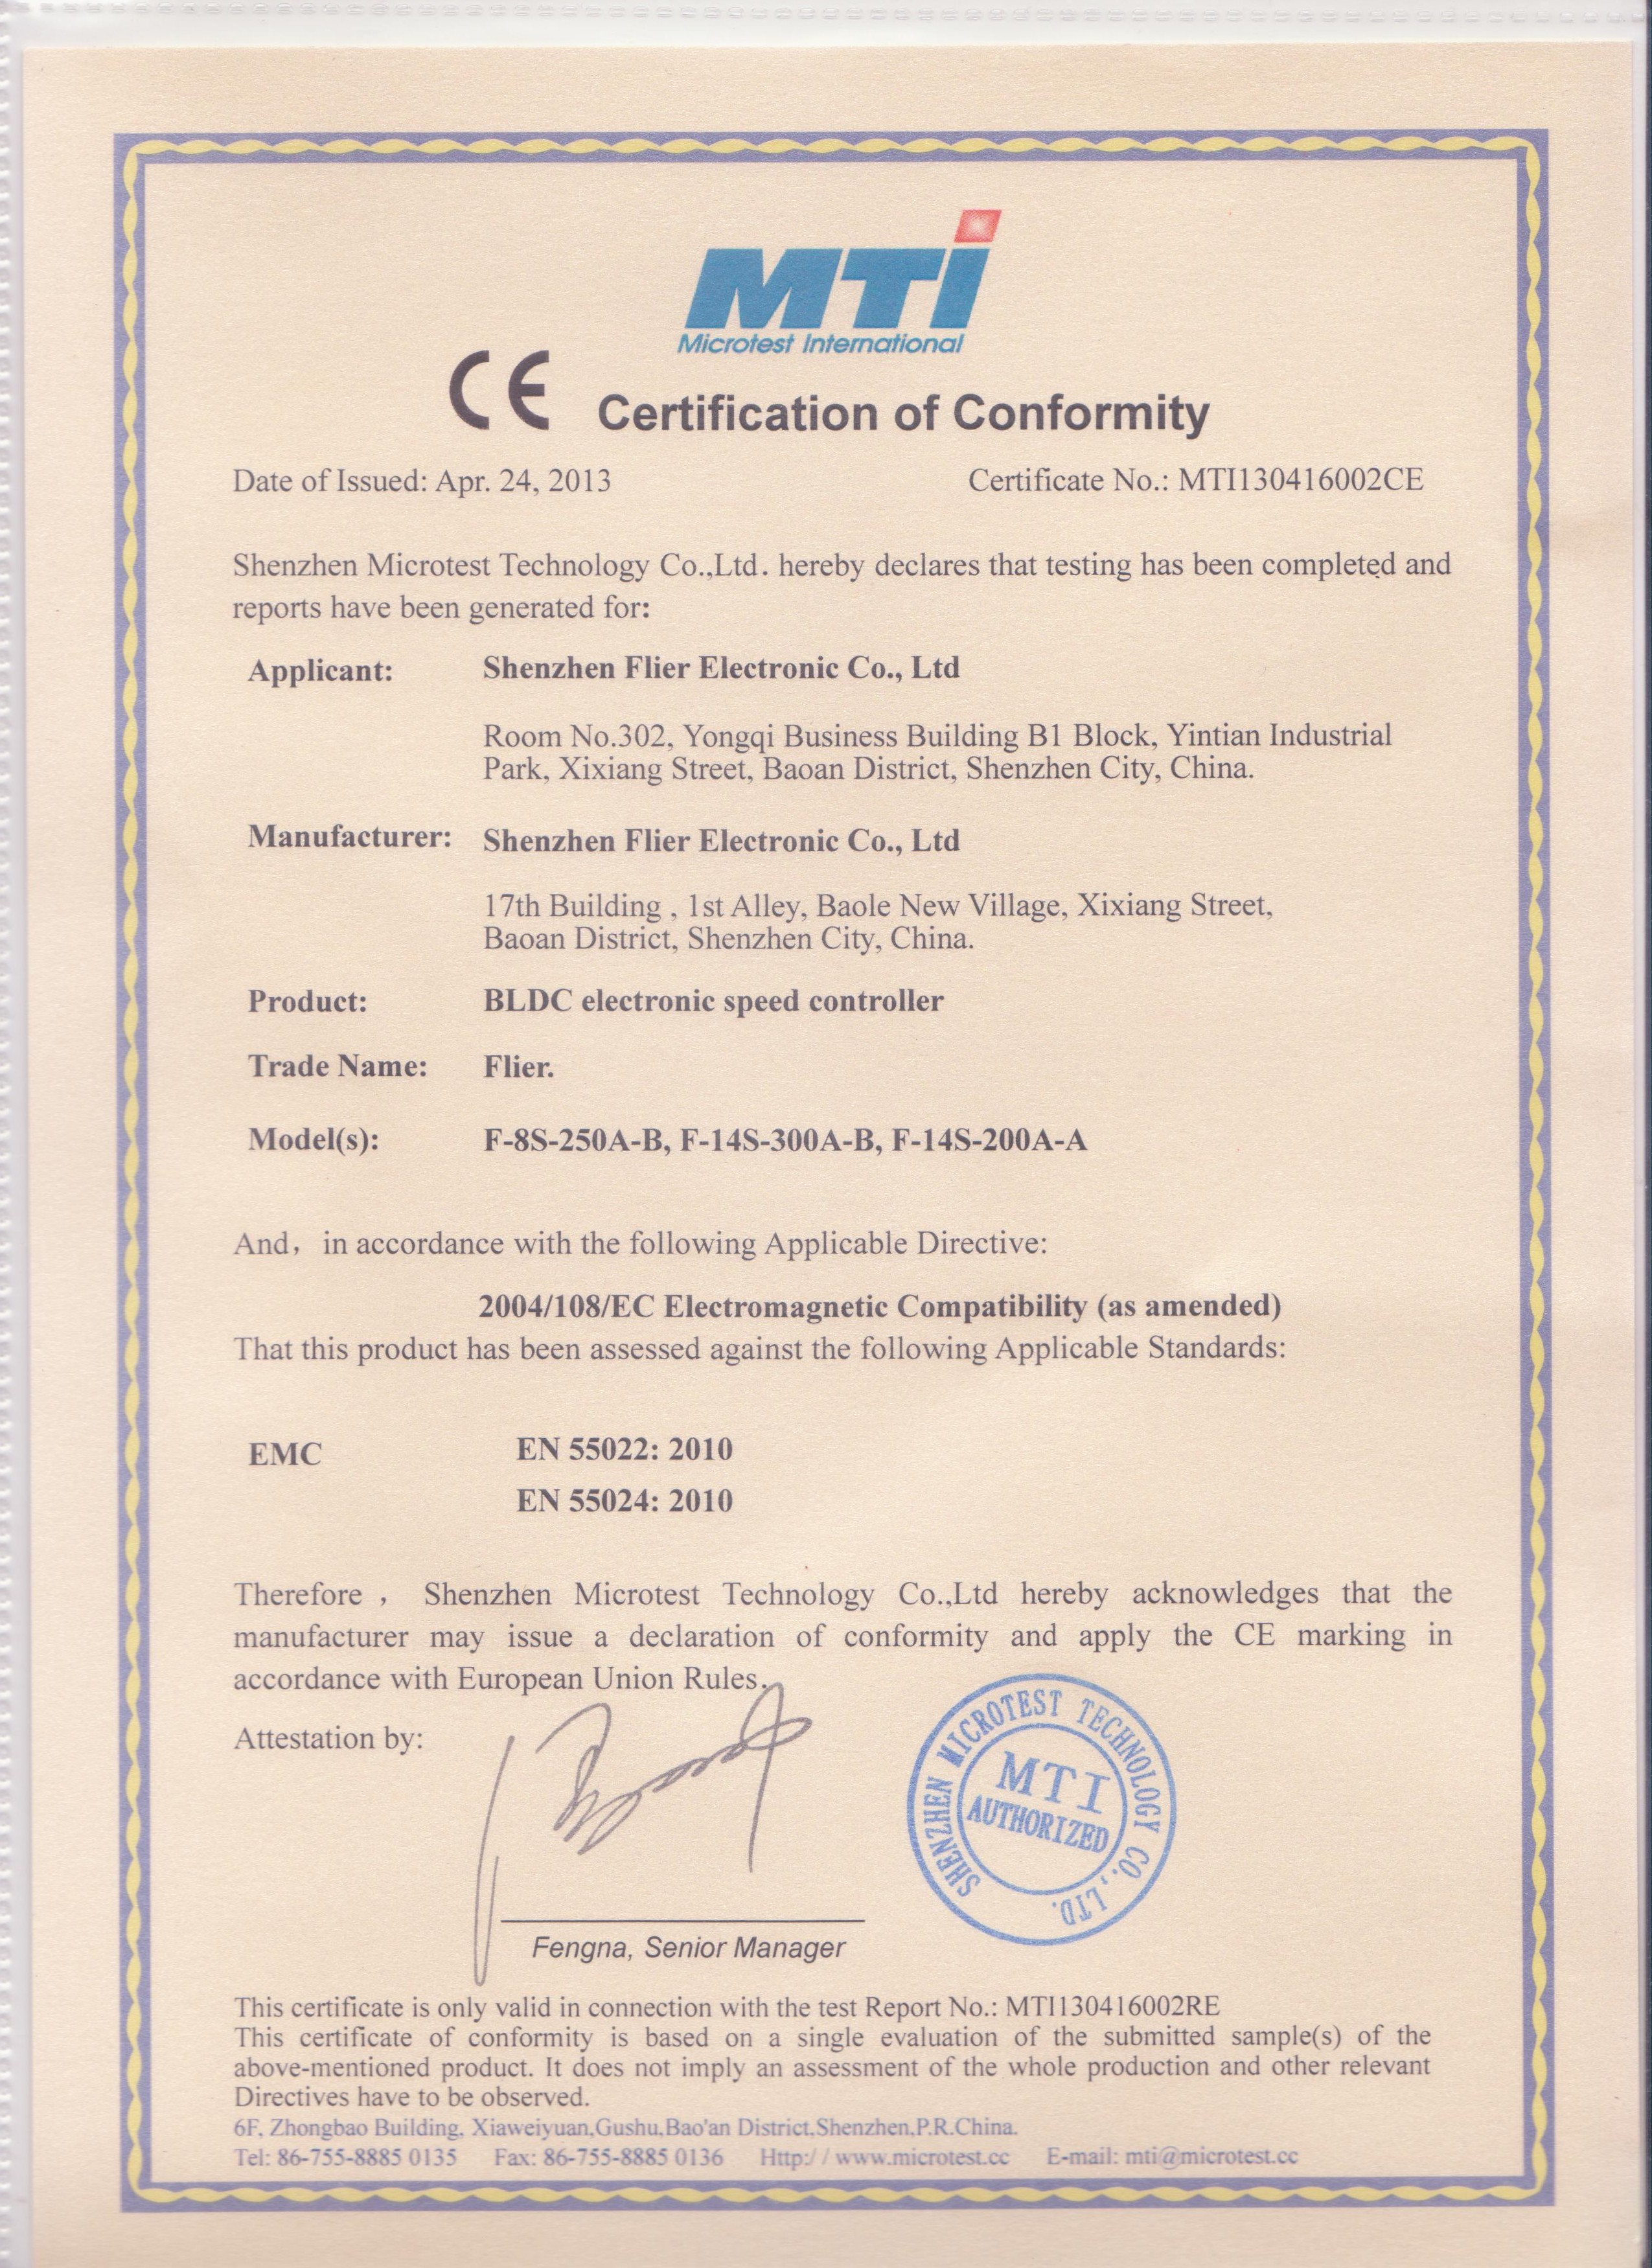 MTi
Microtest International
CE Certification of Conformity
Date of Issued: Apr. 24, 2013 Certificate No.: MTI130416002CE
Shenzhen Microtest Technology Co.,Ltd. hereby declares that testing has been completed and
reports have been generated for:
Applicant: Shenzhen Flier Electronic Co., Ltd
Room No.302, Yongqi Business Building B1 Block, Yintian Industrial
Park, Xixiang Street, Baoan District, Shenzhen City, China.
Manufacturer: Shenzhen Flier Electronic Co., Ltd
17th Building , 1st Alley, Baole New Village, Xixiang Street,
Baoan District, Shenzhen City, China.
Product: BLDC electronic speed controller
Trade Name: Flier.
Model(s): F-8S-250A-B, F-14S-300A-B, F-14S-200A-A
And， in accordance with the following Applicable Directive:
2004/108/EC Electromagnetic Compatibility (as amended)
That this product has been assessed against the following Applicable Standards:
EMC EN 55022: 2010
EN 55024: 2010
Therefore ， Shenzhen Microtest Technology Co.,Ltd hereby acknowledges that the
manufacturer may issue a declaration of conformity and apply the CE marking in
accordance with European Union Rules.
Attestation by:
SHENZHEN MICROTEST TECHNOLOGY CO., LTD.
MTI
AUTHORIZED
Fengna, Senior Manager
This certificate is only valid in connection with the test Report No.: MTI130416002RE
This certificate of conformity is based on a single evaluation of the submitted sample(s) of the
above-mentioned product. It does not imply an assessment of the whole production and other relevant
Directives have to be observed.
6F, Zhongbao Building, Xiaweiyuan,Gushu,Bao'an District,Shenzhen,P.R.China.
Tel: 86-755-8885 0135 Fax: 86-755-8885 0136 Http:/ / www.microtest.cc E-mail: mti@microtest.cc